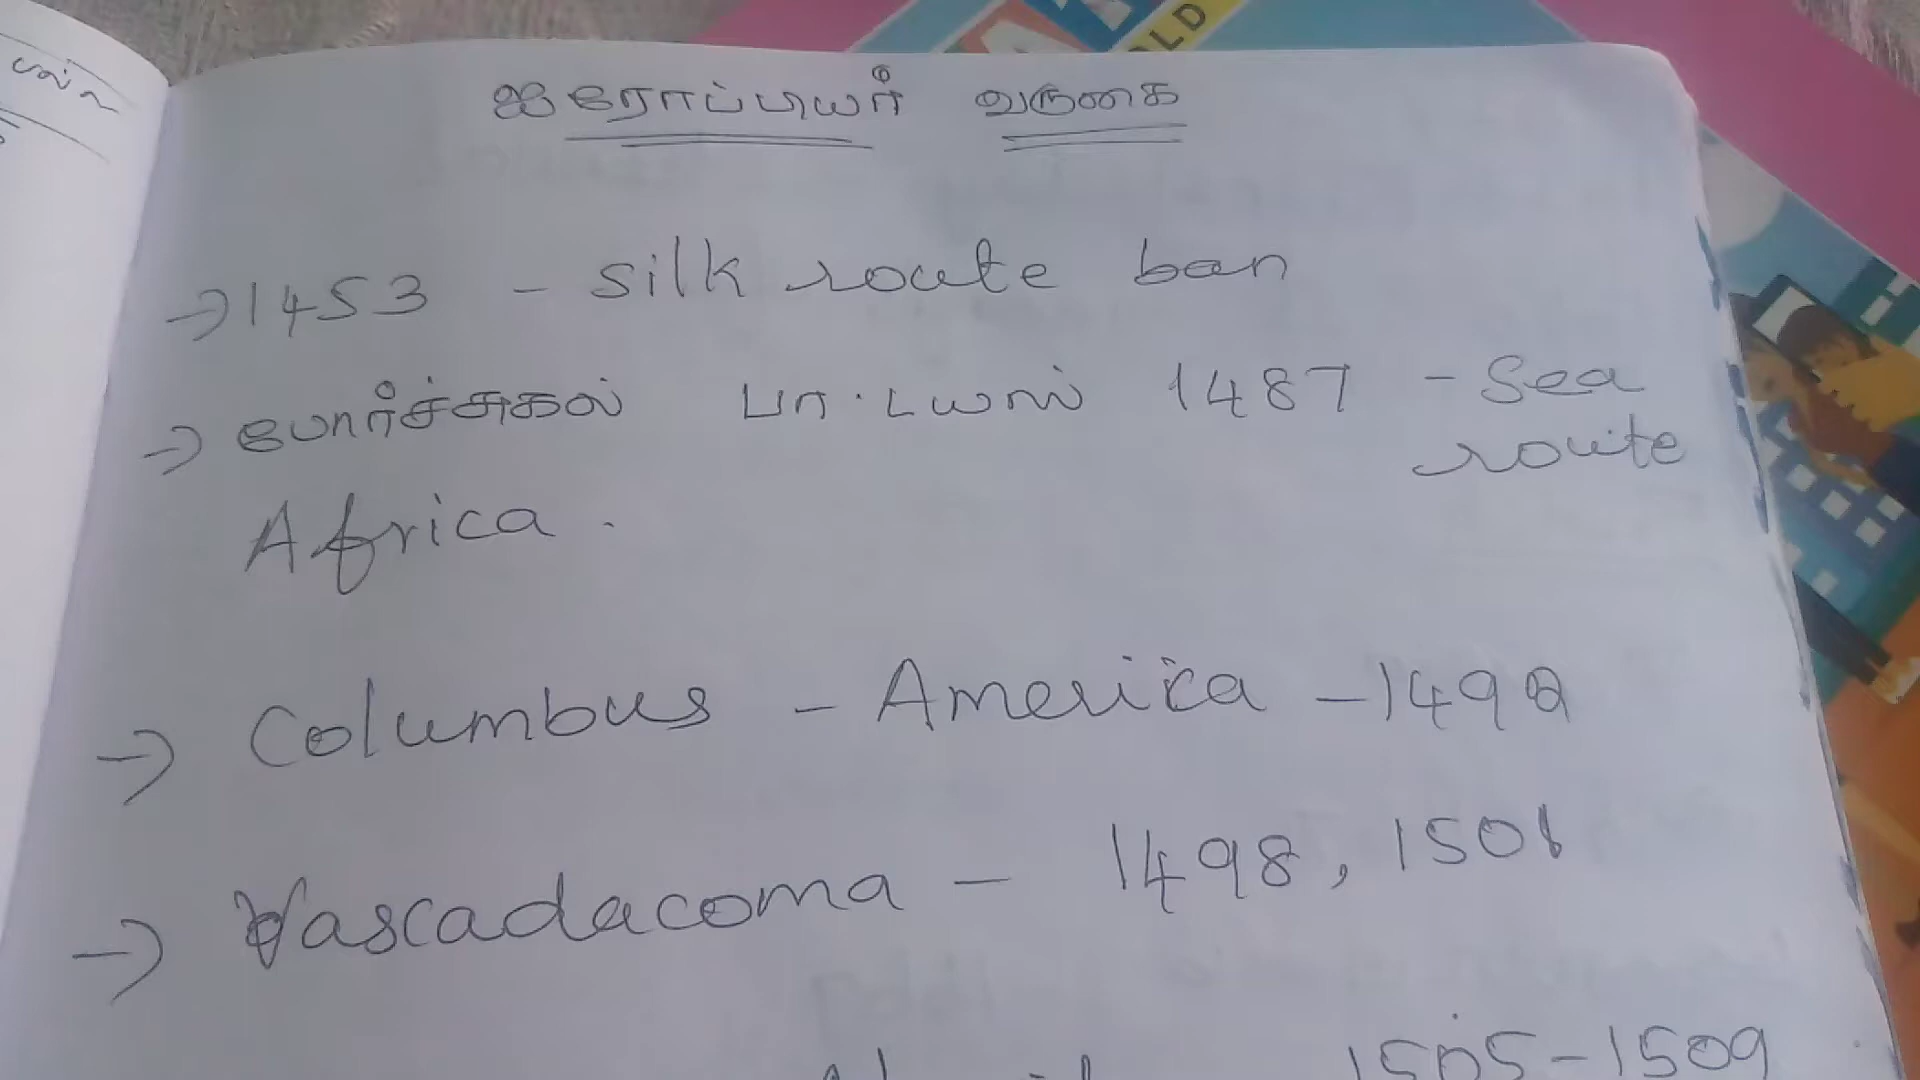 ஐரோப்பியர் வருகை
→1453 - silk route ban
→ போர்ச்சுகல் பா.டயஸ் 1487 - Sea
route
Africa.
→ Columbus - America - 1492
→ Vascadacoma - 1498, 1501
1505-1509
OLD